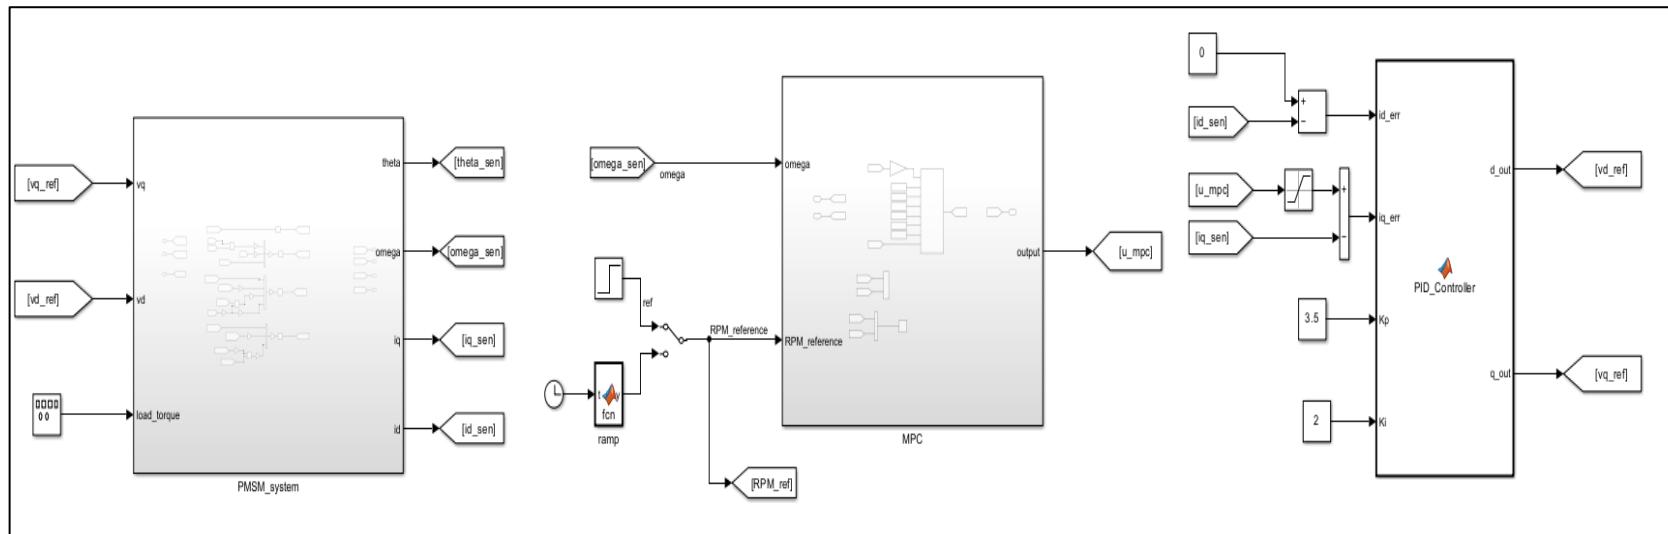 [vq_ref]
[vd_ref]
vq
vd
load_torque
theta
omega
iq
id
[theta_sen]
[omega_sen]
[iq_sen]
[id_sen]
PMSM_system
[omega_sen]
omega
ref
RPM_reference
t
y
fcn
ramp
[RPM_ref]
omega
RPM_reference
output
MPC
[u_mpc]
0
[id_sen]
+
−
[u_mpc]
[iq_sen]
+
−
3.5
2
id_err
iq_err
Kp
Ki
d_out
q_out
PID_Controller
[vd_ref]
[vq_ref]